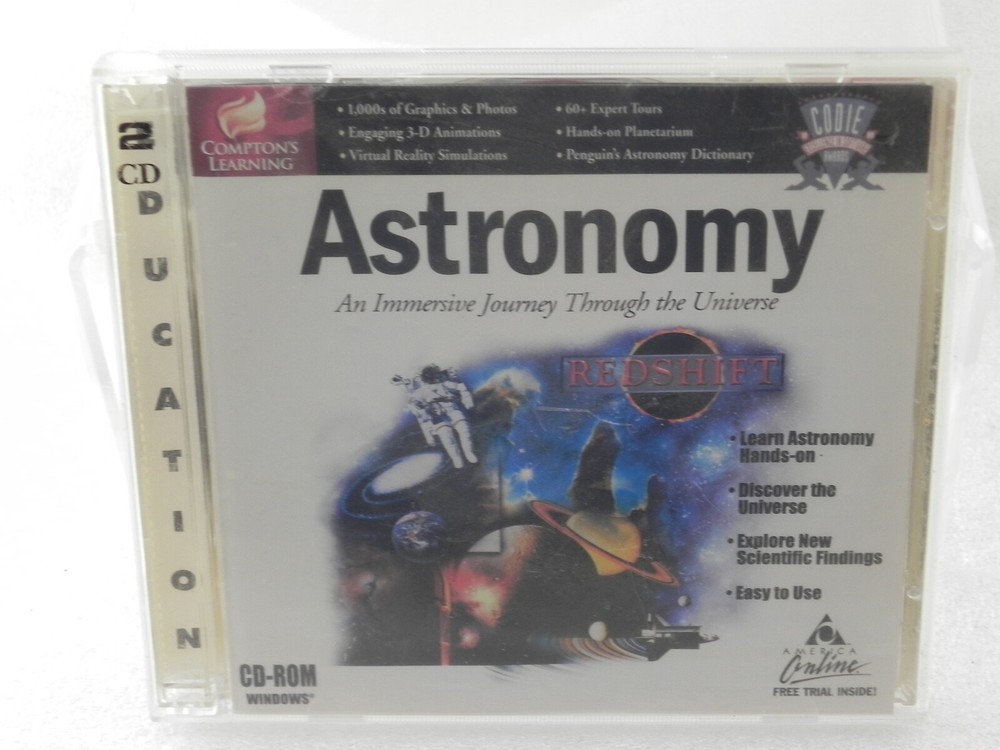 2
CD
DUCATION
COMPTON'S
LEARNING
• 1,000s of Graphics & Photos
• Engaging 3-D Animations
• Virtual Reality Simulations
• 60+ Expert Tours
• Hands-on Planetarium
• Penguin's Astronomy Dictionary
CODIE
AWARDS
Astronomy
An Immersive Journey Through the Universe
REDSHIFT
• Learn Astronomy
Hands-on
• Discover the
Universe
• Explore New
Scientific Findings
• Easy to Use
CD-ROM
WINDOWS®
AMERICA
Online
FREE TRIAL INSIDE!